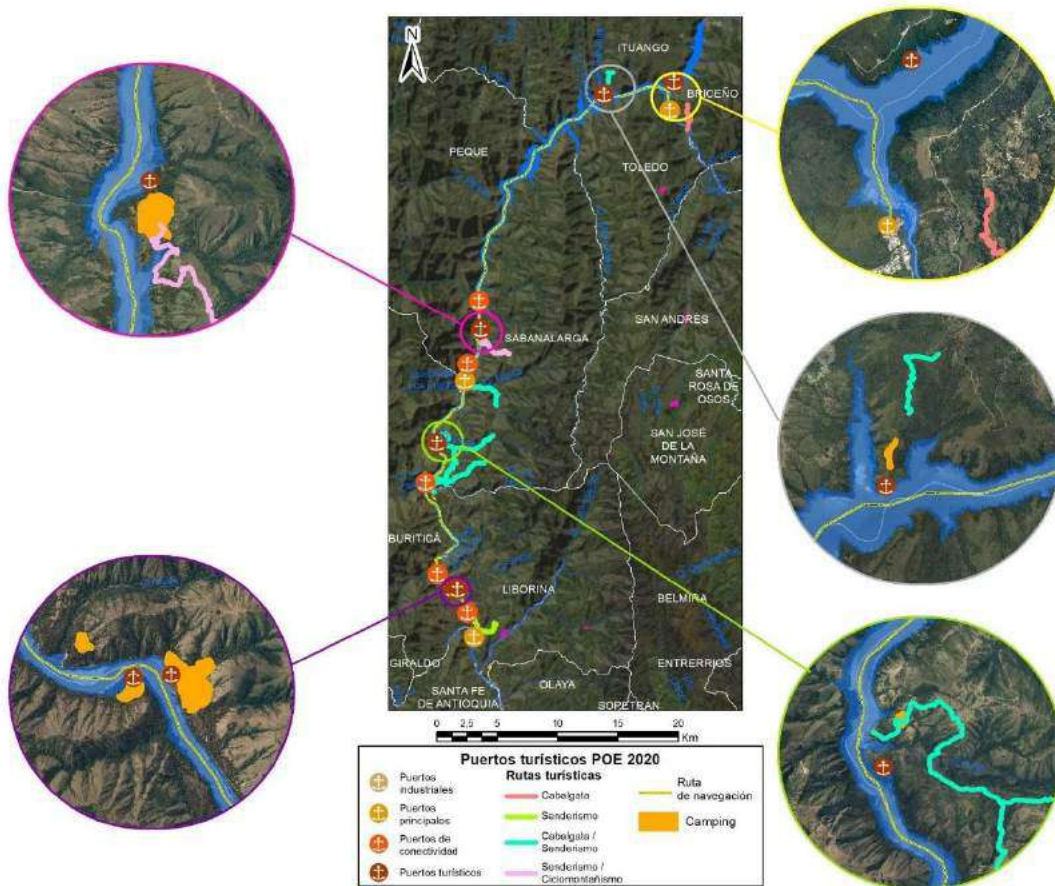 N
ITUANGO
BRICEÑO
PEQUE
TOLEDO
SAN ANDRES
SABANALARGA
SANTA
ROSA DE
OSOS
SAN JOSÉ
DE LA
MONTAÑA
BURITICÁ
LIBORINA
BELMIRA
GIRALDO
ENTRERRIOS
OLAYA
SANTA FE
DE ANTIOQUIA
SOPETRÁN
0 2,5 5 10 15 20
Km
Puertos turísticos POE 2020
Rutas turísticas
Puertos
industriales
Puertos
principales
Puertos de
conectividad
Puertos turísticos
Cabalgata
Senderismo
Cabalgata /
Senderismo
Senderismo /
Ciclomontañismo
Ruta
de navegación
Camping